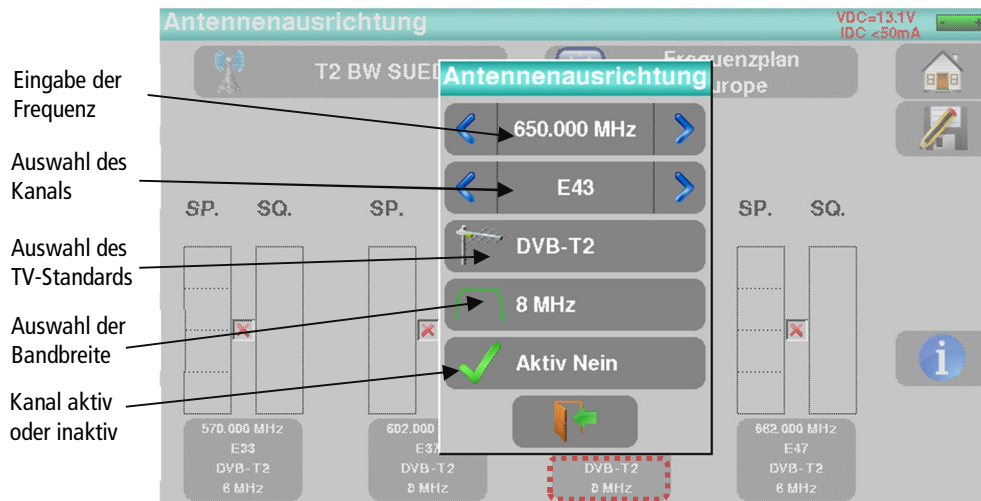 Antennenausrichtung
VDC=13.1V
IDC <50mA
T2 BW SUED
Frequenzplan
Europe
Antennenausrichtung
Eingabe der
Frequenz
650.000 MHz
Auswahl des
Kanals
E43
SP. SQ.
SP.
SP. SQ.
Auswahl des
TV-Standards
DVB-T2
Auswahl der
Bandbreite
8 MHz
Kanal aktiv
oder inaktiv
Aktiv Nein
570.000 MHz
E33
DVB-T2
8 MHz
602.000
E37
DVB-T2
8 MHz
DVB-T2
8 MHz
662.000 MHz
E47
DVB-T2
8 MHz